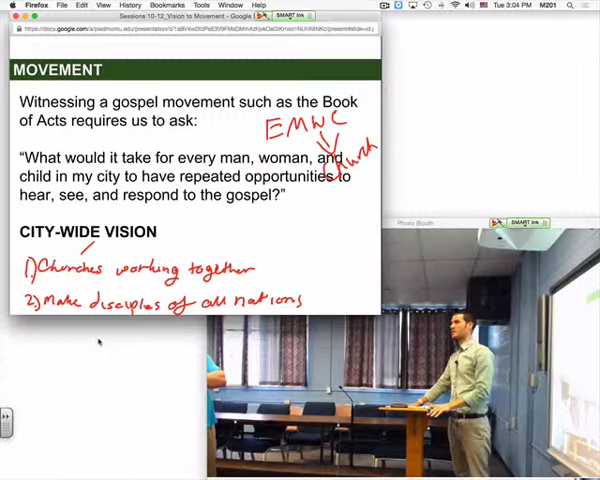 Firefox File Edit View History Bookmarks Tools Window Help Tue 3:04 PM M201
Sessions 10-12_Vision to Movement - Google
SMART Ink
MOVEMENT
Witnessing a gospel movement such as the Book
of Acts requires us to ask:
EMWC
"What would it take for every man, woman, and
Church
child in my city to have repeated opportunities to
hear, see, and respond to the gospel?"
CITY-WIDE VISION
1.) Churches working together
2.) Make disciples of all nations
Photo Booth
SMART Ink